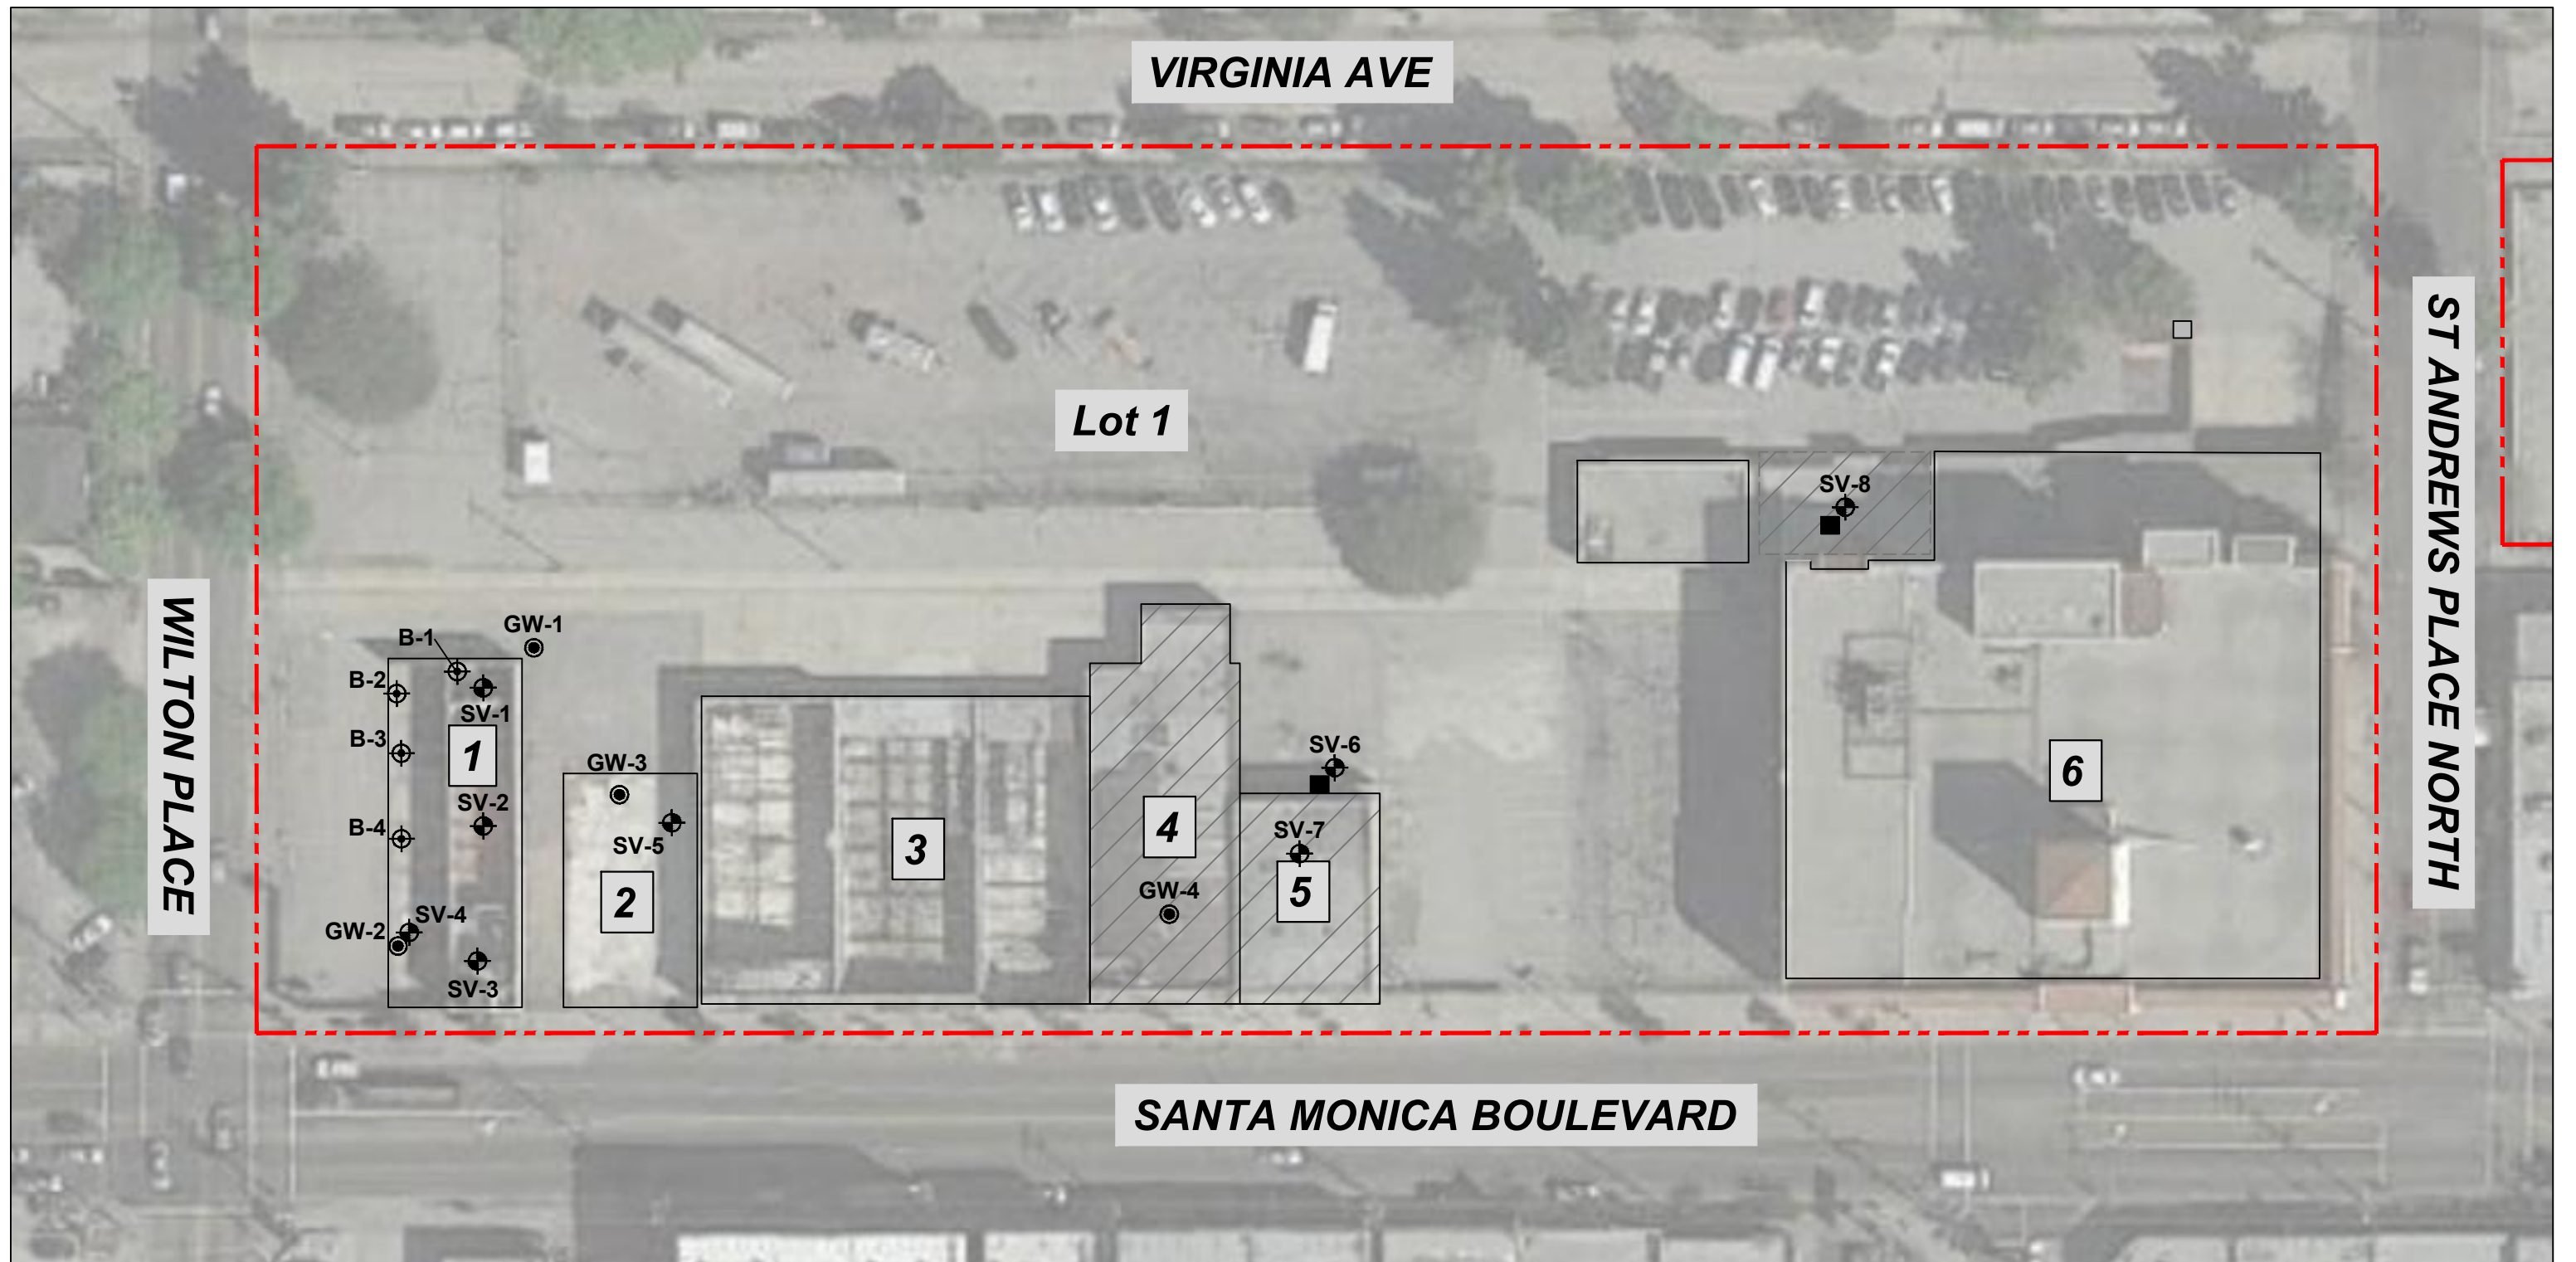 VIRGINIA AVE
Lot 1
ST ANDREWS PLACE NORTH
WILTON PLACE
SV-8
GW-1
B-1
B-2
SV-1
B-3
1
SV-2
B-4
SV-4
GW-2
SV-3
GW-3
SV-5
2
3
4
GW-4
SV-6
SV-7
5
6
SANTA MONICA BOULEVARD